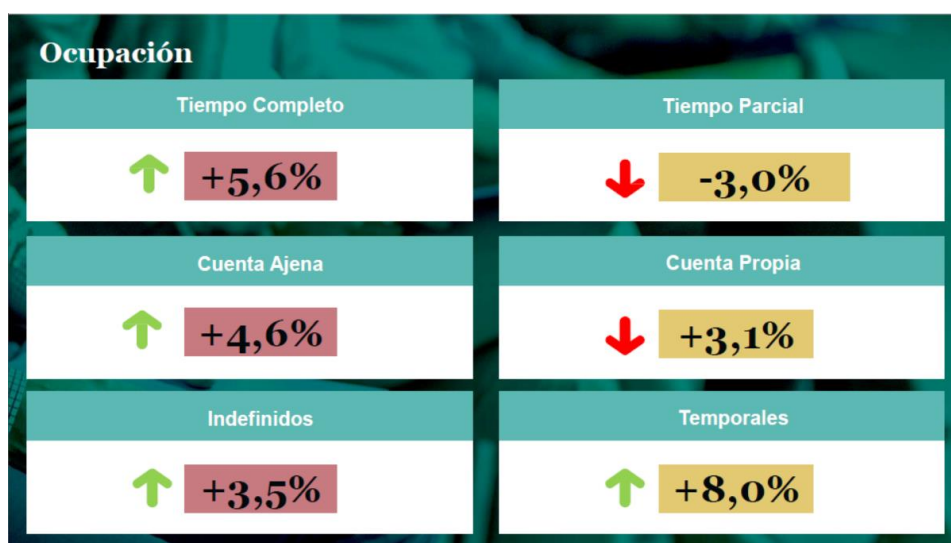 Ocupación
Tiempo Completo
Tiempo Parcial
+5,6%
-3,0%
Cuenta Ajena
Cuenta Propia
+4,6%
+3,1%
Indefinidos
Temporales
+3,5%
+8,0%